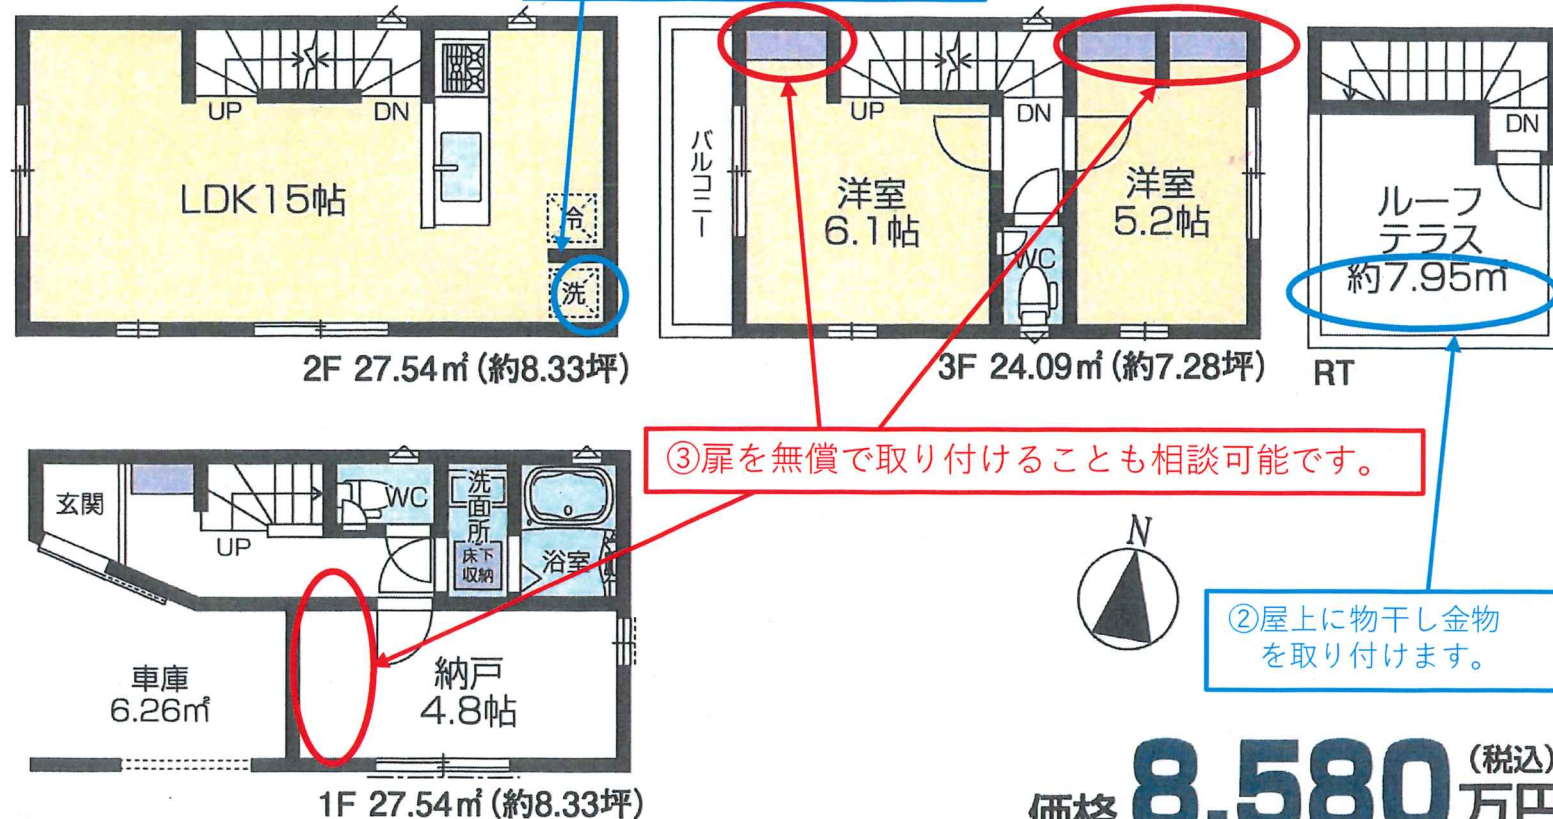 UP
DN
LDK15帖
冷
洗
2F 27.54㎡(約8.33坪)
バルコニー
UP
DN
洋室
6.1帖
洋室
5.2帖
WC
3F 24.09㎡(約7.28坪)
DN
ルーフ
テラス
約7.95㎡
RT
③扉を無償で取り付けることも相談可能です。
玄関
UP
WC
洗面所
床下
収納
浴室
車庫
6.26㎡
納戸
4.8帖
1F 27.54㎡(約8.33坪)
N
②屋上に物干し金物
を取り付けます。
価格 8,580 (税込)
万円